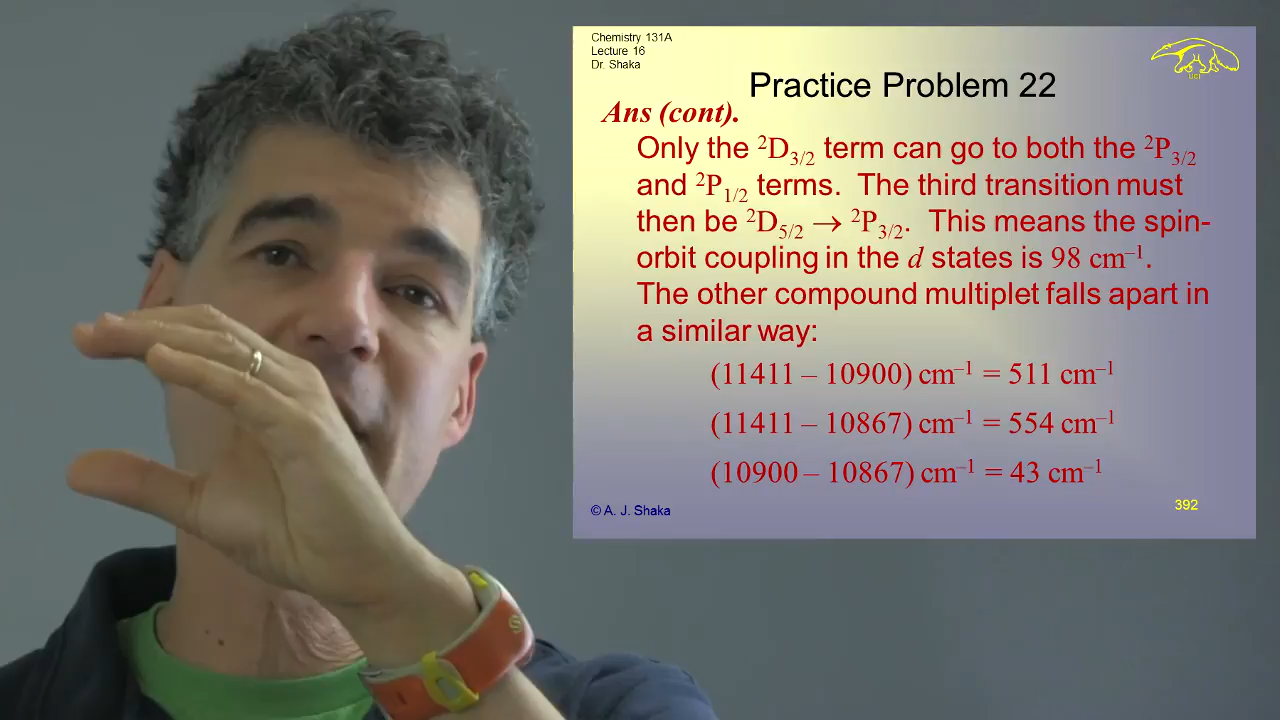 Chemistry 131A
Lecture 16
Dr. Shaka
UCI
Practice Problem 22
Ans (cont).
Only the ²D₃/₂ term can go to both the ²P₃/₂
and ²P₁/₂ terms. The third transition must
then be ²D₅/₂ → ²P₃/₂. This means the spin-
orbit coupling in the d states is 98 cm⁻¹.
The other compound multiplet falls apart in
a similar way:
(11411 – 10900) cm⁻¹ = 511 cm⁻¹
(11411 – 10867) cm⁻¹ = 554 cm⁻¹
(10900 – 10867) cm⁻¹ = 43 cm⁻¹
© A. J. Shaka
392